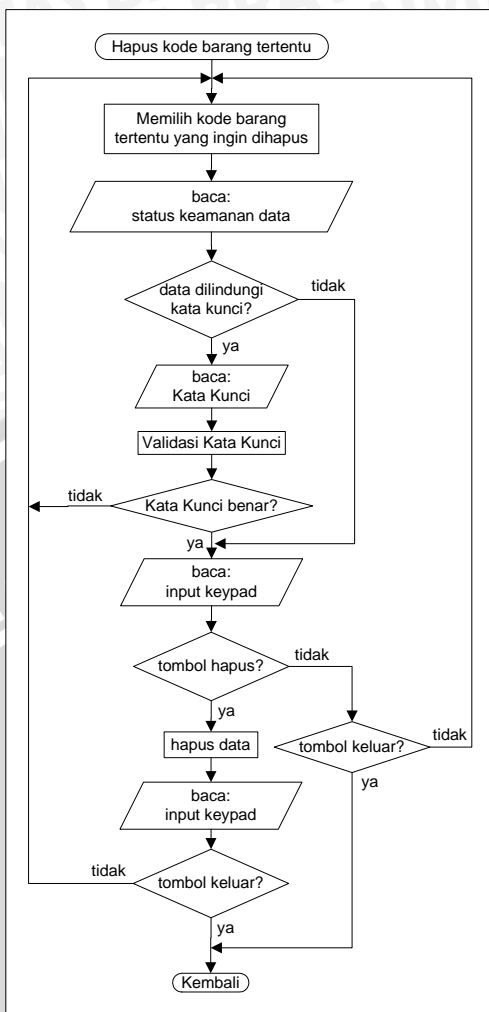 Hapus kode barang tertentu
Memilih kode barang
tertentu yang ingin dihapus
baca:
status keamanan data
data dilindungi
kata kunci?
tidak
ya
baca:
Kata Kunci
Validasi Kata Kunci
tidak
Kata Kunci benar?
ya
baca:
input keypad
tombol hapus?
tidak
ya
hapus data
tombol keluar?
tidak
ya
baca:
input keypad
tidak
tombol keluar?
ya
Kembali